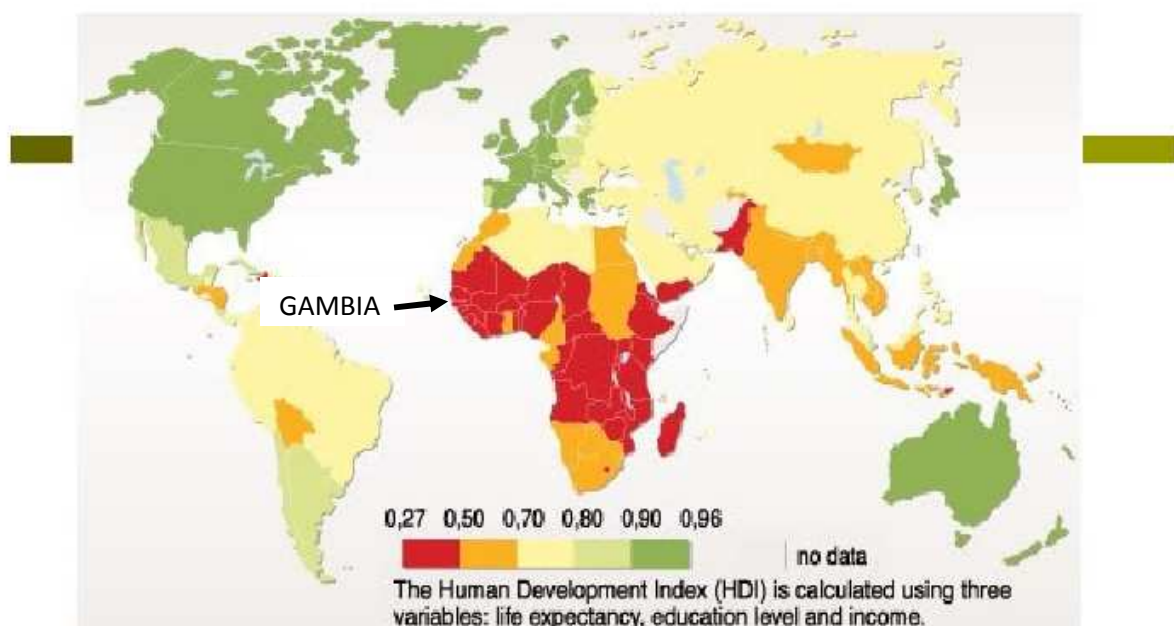 GAMBIA
0,27 0,50 0,70 0,80 0,90 0,96
no data
The Human Development Index (HDI) is calculated using three
variables: life expectancy, education level and income.